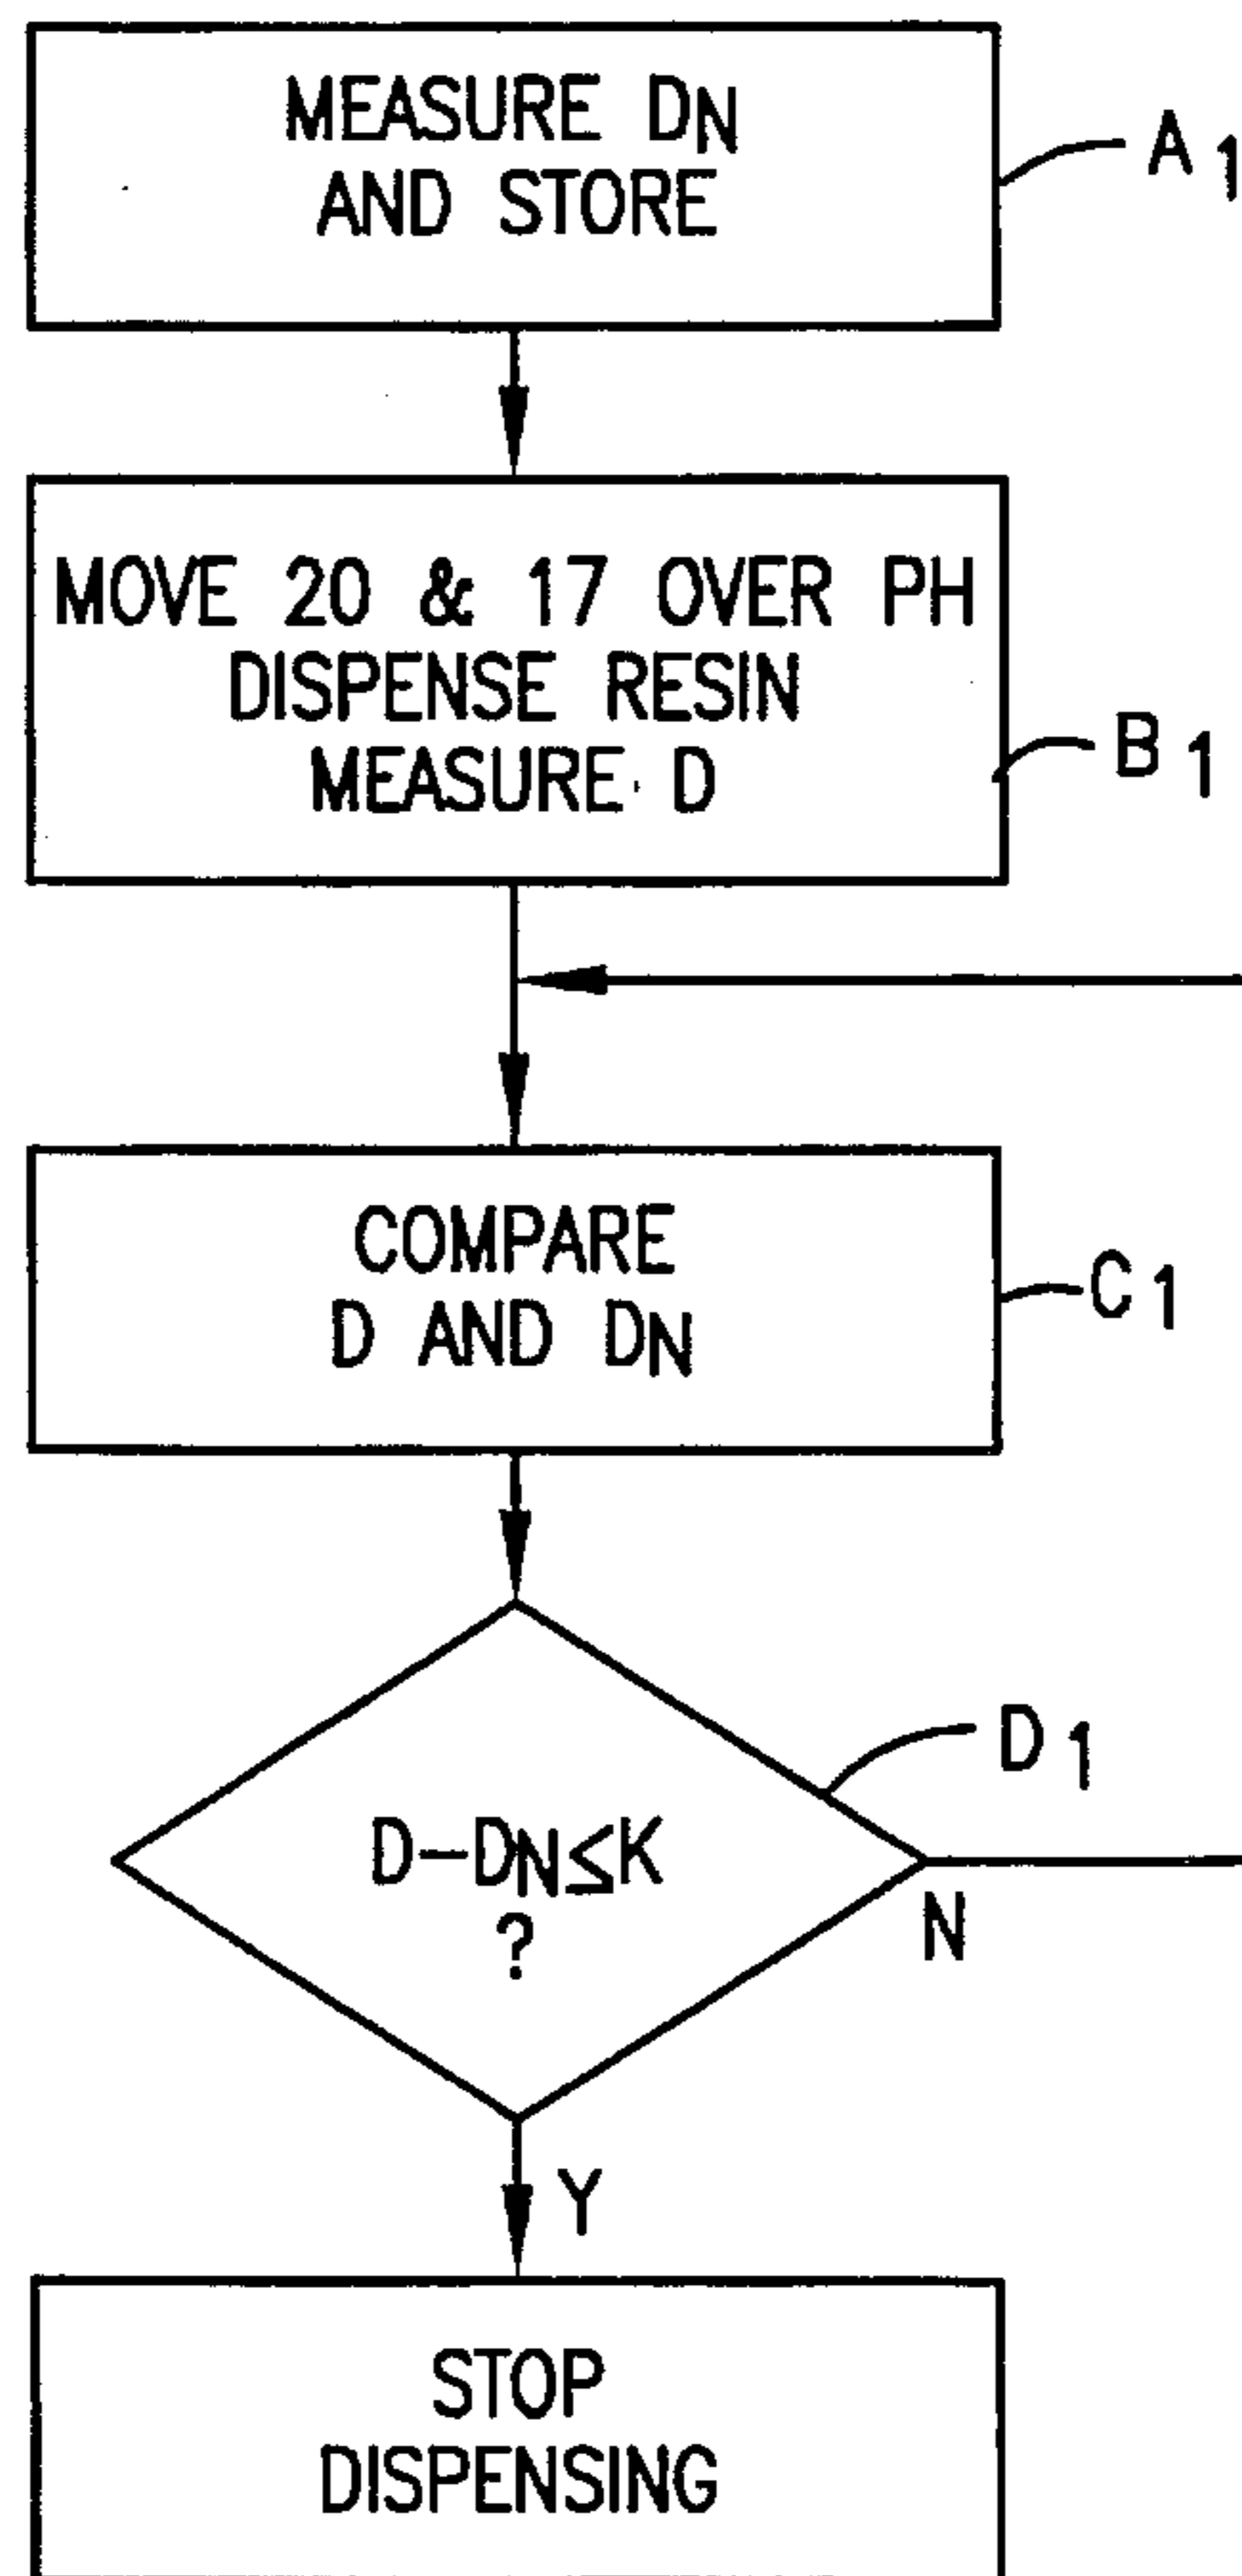 MEASURE DN
AND STORE
A1
MOVE 20 & 17 OVER PH
DISPENSE RESIN
MEASURE D
B1
COMPARE
D AND DN
C1
D1
D-DN≤K
?
N
Y
STOP
DISPENSING